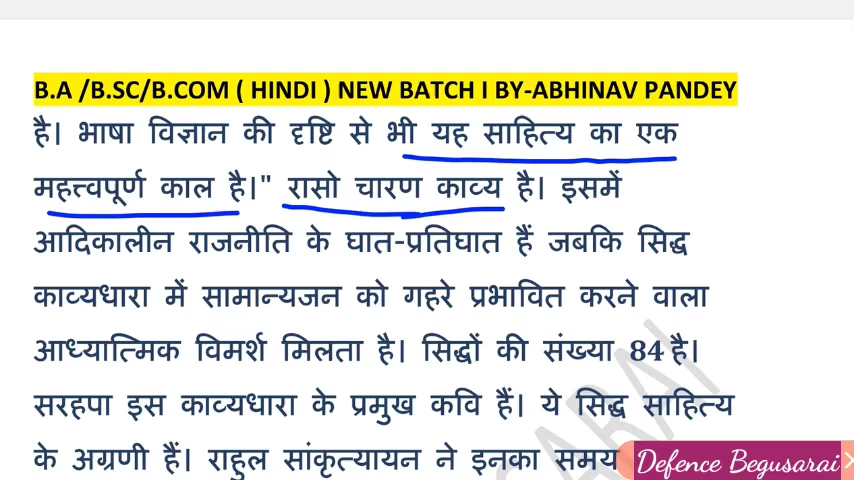 B.A /B.SC/B.COM ( HINDI ) NEW BATCH I BY-ABHINAV PANDEY
है। भाषा विज्ञान की दृष्टि से भी यह साहित्य का एक
महत्त्वपूर्ण काल है।" रासो चारण काव्य है। इसमें
आदिकालीन राजनीति के घात-प्रतिघात हैं जबकि सिद्ध
काव्यधारा में सामान्यजन को गहरे प्रभावित करने वाला
आध्यात्मिक विमर्श मिलता है। सिद्धों की संख्या 84 है।
सरहपा इस काव्यधारा के प्रमुख कवि हैं। ये सिद्ध साहित्य
के अग्रणी हैं। राहुल सांकृत्यायन ने इनका समय
Defence Begusarai